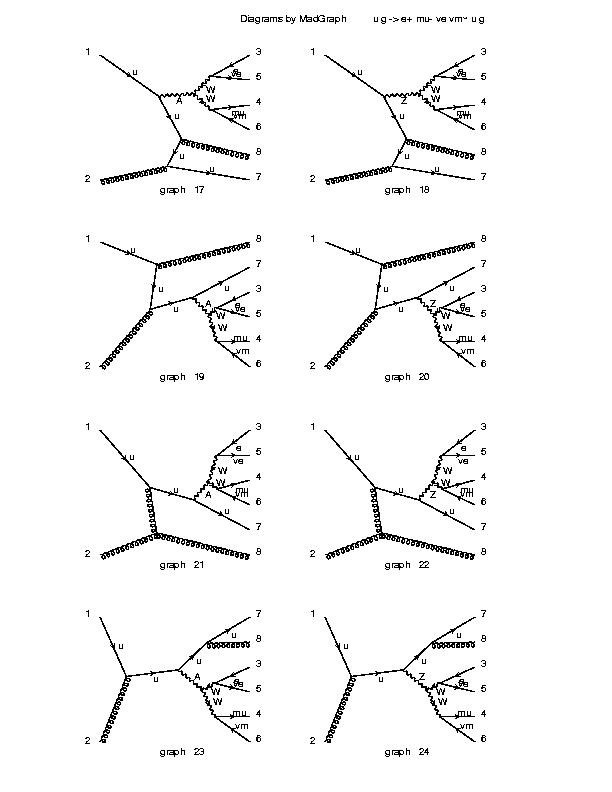 Diagrams by MadGraph u g -> e+ mu- ve vm~ u g
1 u A u u W W e ve mu vm u 3 5 4 6 8 7 2
graph 17
1 u Z u u W W e ve mu vm u 3 5 4 6 8 7 2
graph 18
1 u u u u A W W e ve mu vm 8 7 3 5 4 6 2
graph 19
1 u u u u Z W W e ve mu vm 8 7 3 5 4 6 2
graph 20
1 u u A W W e ve mu vm u 3 5 4 6 7 8 2
graph 21
1 u u Z W W e ve mu vm u 3 5 4 6 7 8 2
graph 22
1 u u u u A W W e ve mu vm 7 8 3 5 4 6 2
graph 23
1 u u u u Z W W e ve mu vm 7 8 3 5 4 6 2
graph 24